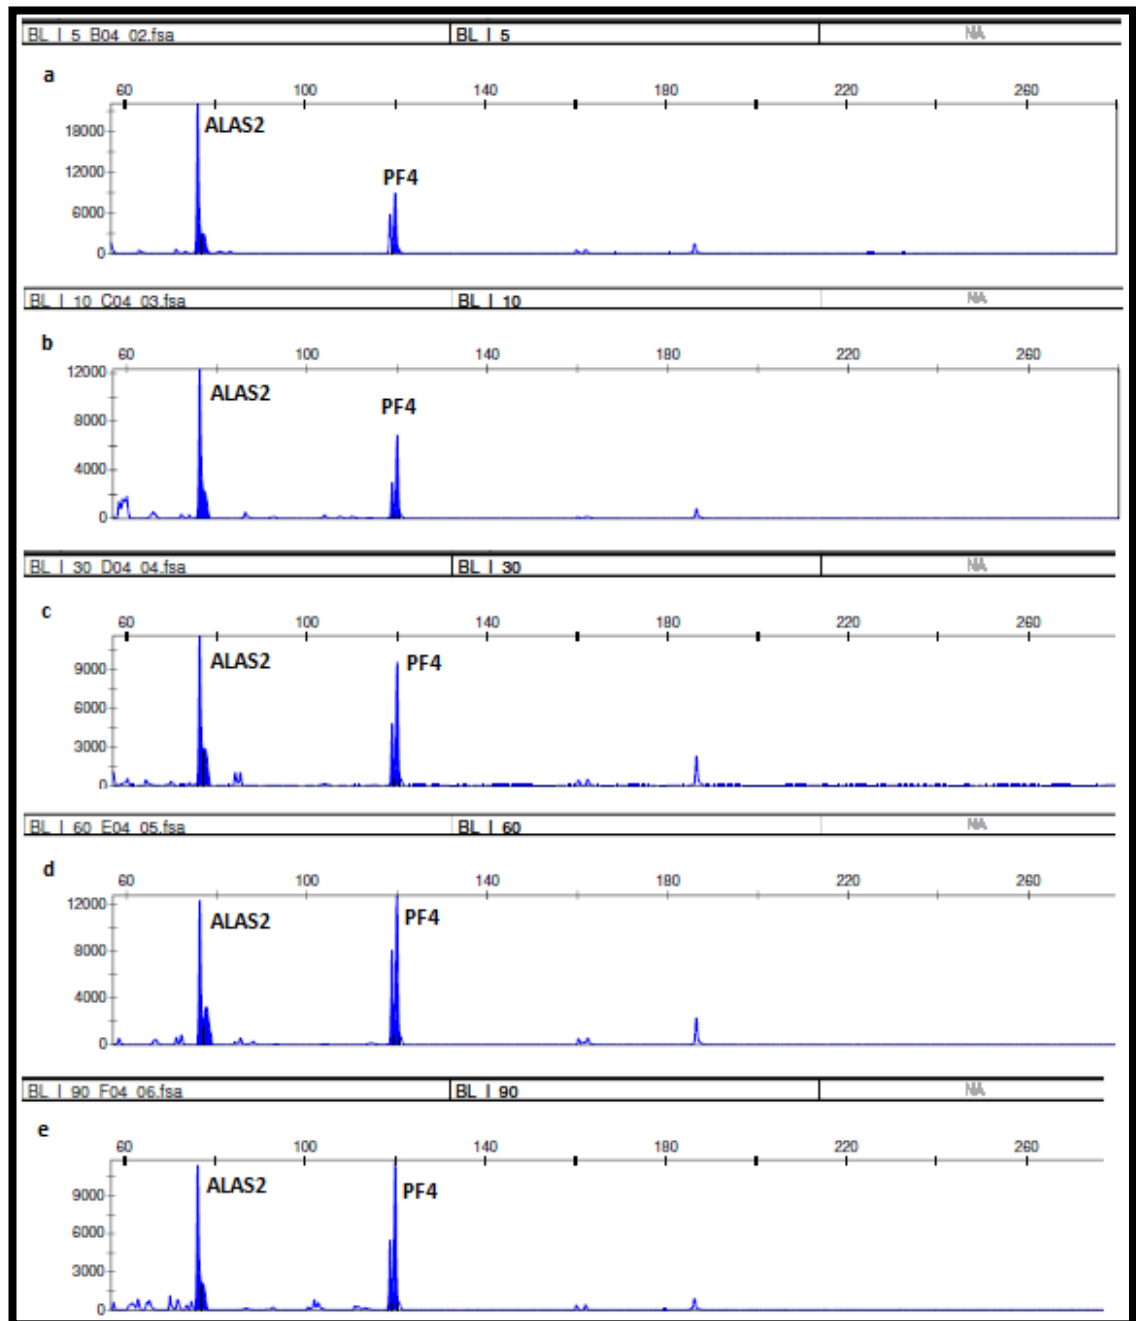 BL_I_5_B04_02.fsa BL_I_5 NA
a
60 100 140 180 220 260
18000
ALAS2
12000
PF4
6000
0
BL_I_10_C04_03.fsa BL_I_10 NA
b
60 100 140 180 220 260
12000
ALAS2
PF4
8000
4000
0
BL_I_30_D04_04.fsa BL_I_30 NA
c
60 100 140 180 220 260
ALAS2 PF4
9000
6000
3000
0
BL_I_60_E04_05.fsa BL_I_60 NA
d
60 100 140 180 220 260
12000
ALAS2 PF4
8000
4000
0
BL_I_90_F04_06.fsa BL_I_90 NA
e
60 100 140 180 220 260
ALAS2 PF4
9000
6000
3000
0